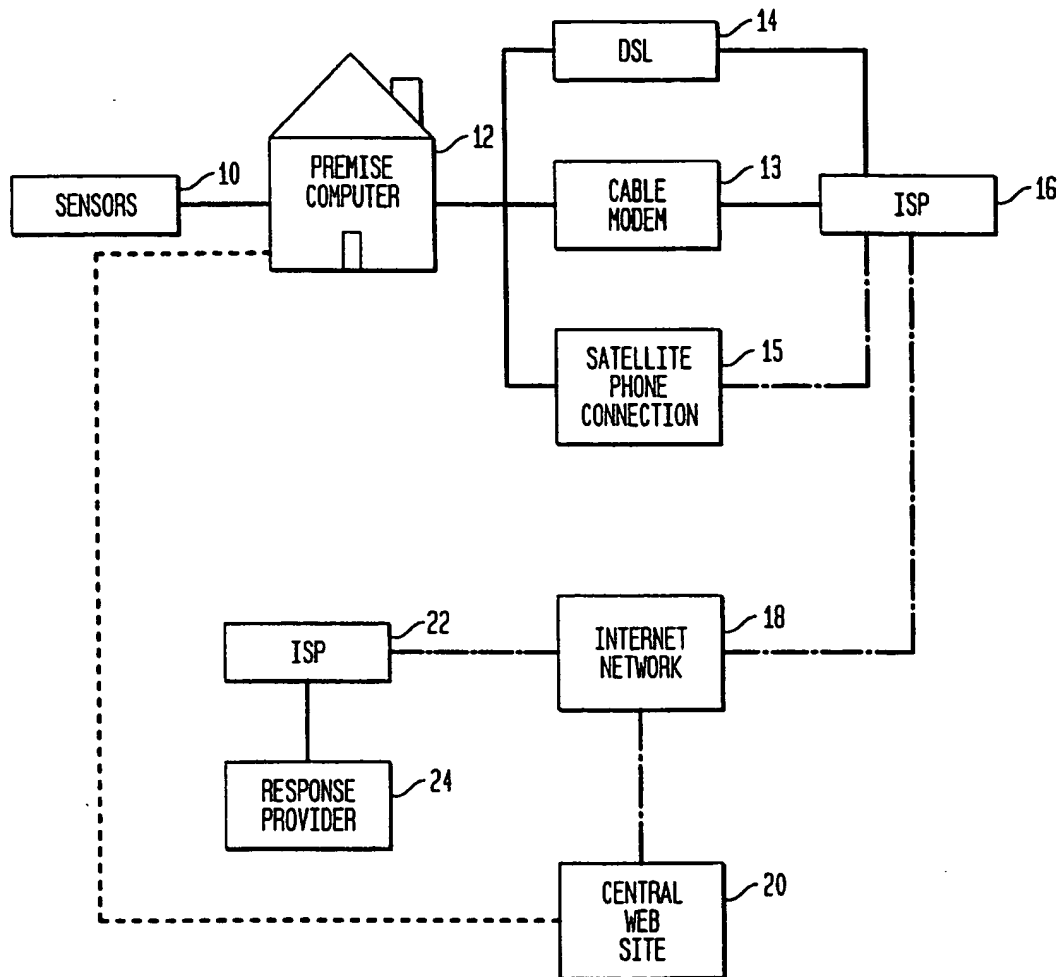 14
DSL
12
PREMISE
COMPUTER
10
SENSORS
13
CABLE
MODEM
ISP
16
15
SATELLITE
PHONE
CONNECTION
22
ISP
18
INTERNET
NETWORK
RESPONSE
PROVIDER
24
CENTRAL
WEB
SITE
20